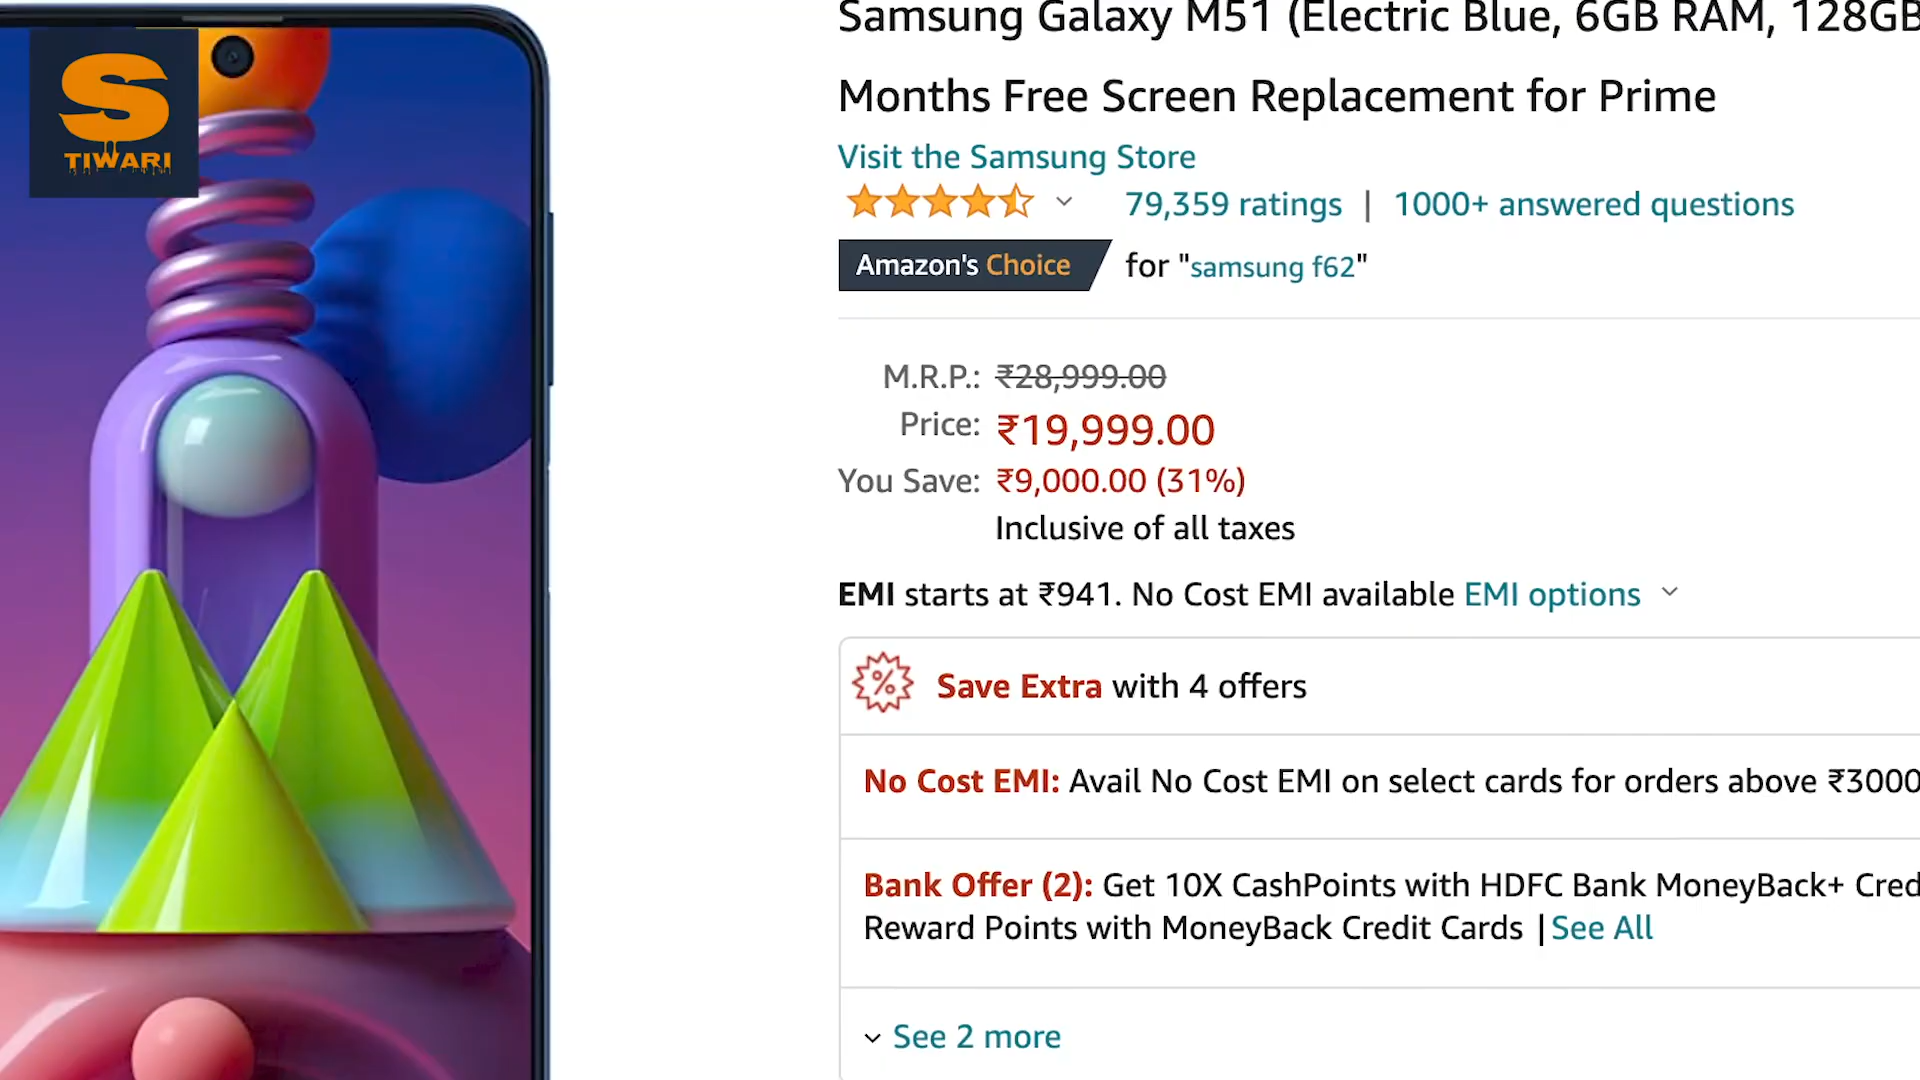 S
TIWARI
Samsung Galaxy M51 (Electric Blue, 6GB RAM, 128GB
Months Free Screen Replacement for Prime
Visit the Samsung Store
79,359 ratings | 1000+ answered questions
Amazon's Choice for "samsung f62"
M.R.P.: ₹28,999.00
Price: ₹19,999.00
You Save: ₹9,000.00 (31%)
Inclusive of all taxes
EMI starts at ₹941. No Cost EMI available EMI options
Save Extra with 4 offers
No Cost EMI: Avail No Cost EMI on select cards for orders above ₹3000
Bank Offer (2): Get 10X CashPoints with HDFC Bank MoneyBack+ Cred
Reward Points with MoneyBack Credit Cards | See All
See 2 more